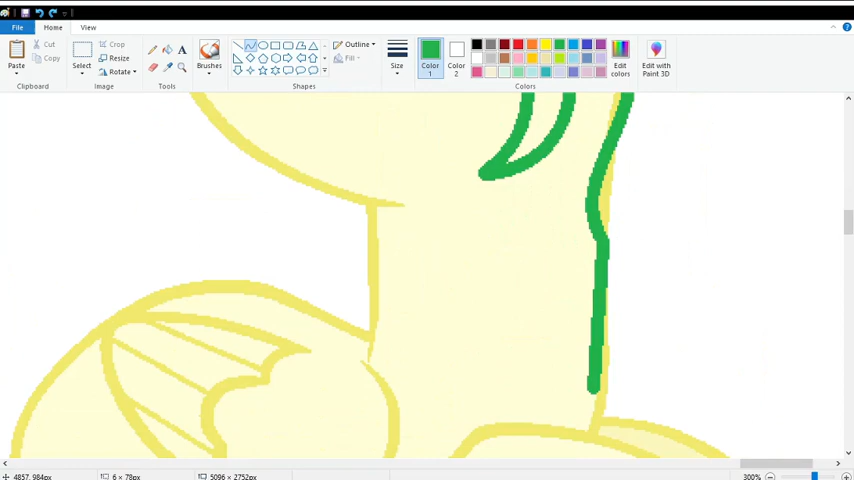 File Home View
Paste
Cut
Copy
Clipboard
Select
Crop
Resize
Rotate
Image
A
Tools
Brushes
Shapes
Outline
Fill
Size
Color 1
Color 2
Colors
Edit colors
Edit with Paint 3D
4857, 984px 6 × 78px 5096 × 2752px 300%